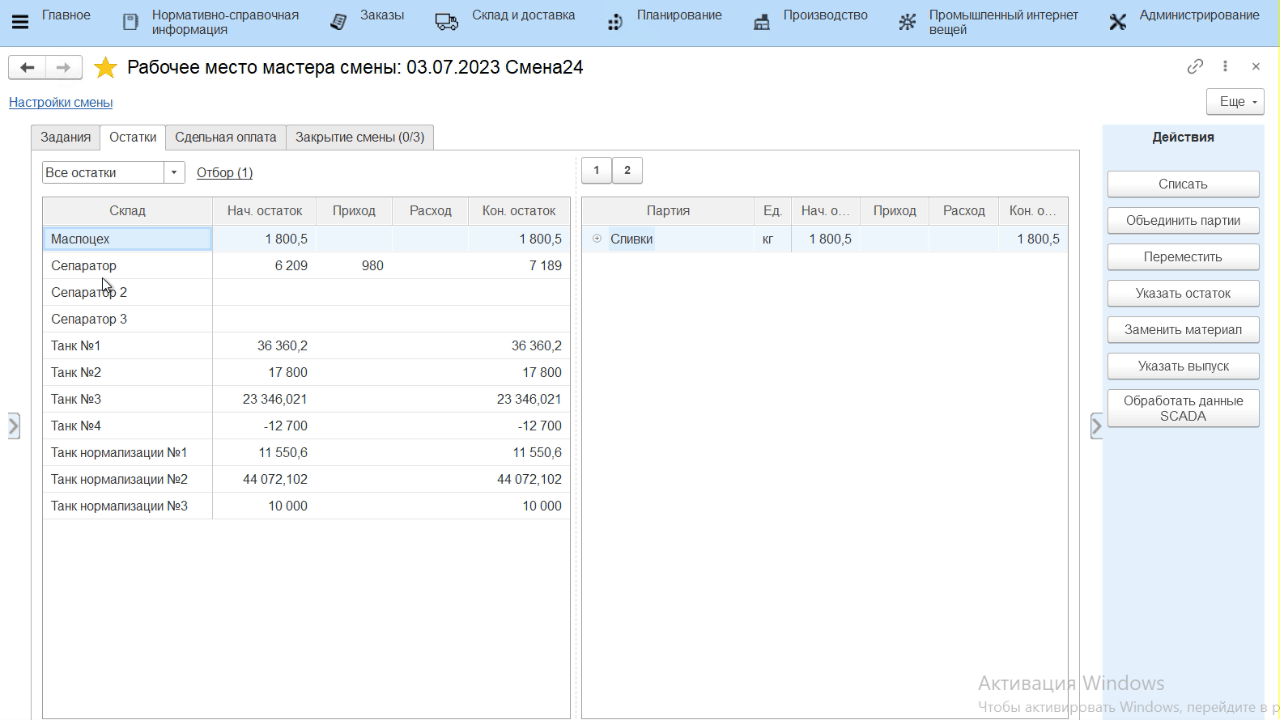 Главное
Нормативно-справочная
информация
Заказы
Склад и доставка
Планирование
Производство
Промышленный интернет
вещей
Администрирование
Рабочее место мастера смены: 03.07.2023 Смена24
Настройки смены
Еще
Задания Остатки Сдельная оплата Закрытие смены (0/3)
Действия
Все остатки Отбор (1) 1 2
Склад Нач. остаток Приход Расход Кон. остаток
Маслоцех 1 800,5 1 800,5
Сепаратор 6 209 980 7 189
Сепаратор 2
Сепаратор 3
Танк №1 36 360,2 36 360,2
Танк №2 17 800 17 800
Танк №3 23 346,021 23 346,021
Танк №4 -12 700 -12 700
Танк нормализации №1 11 550,6 11 550,6
Танк нормализации №2 44 072,102 44 072,102
Танк нормализации №3 10 000 10 000
Партия Ед. Нач. о... Приход Расход Кон. о...
Сливки кг 1 800,5 1 800,5
Списать
Объединить партии
Переместить
Указать остаток
Заменить материал
Указать выпуск
Обработать данные
SCADA
Активация Windows
Чтобы активировать Windows, перейдите в р